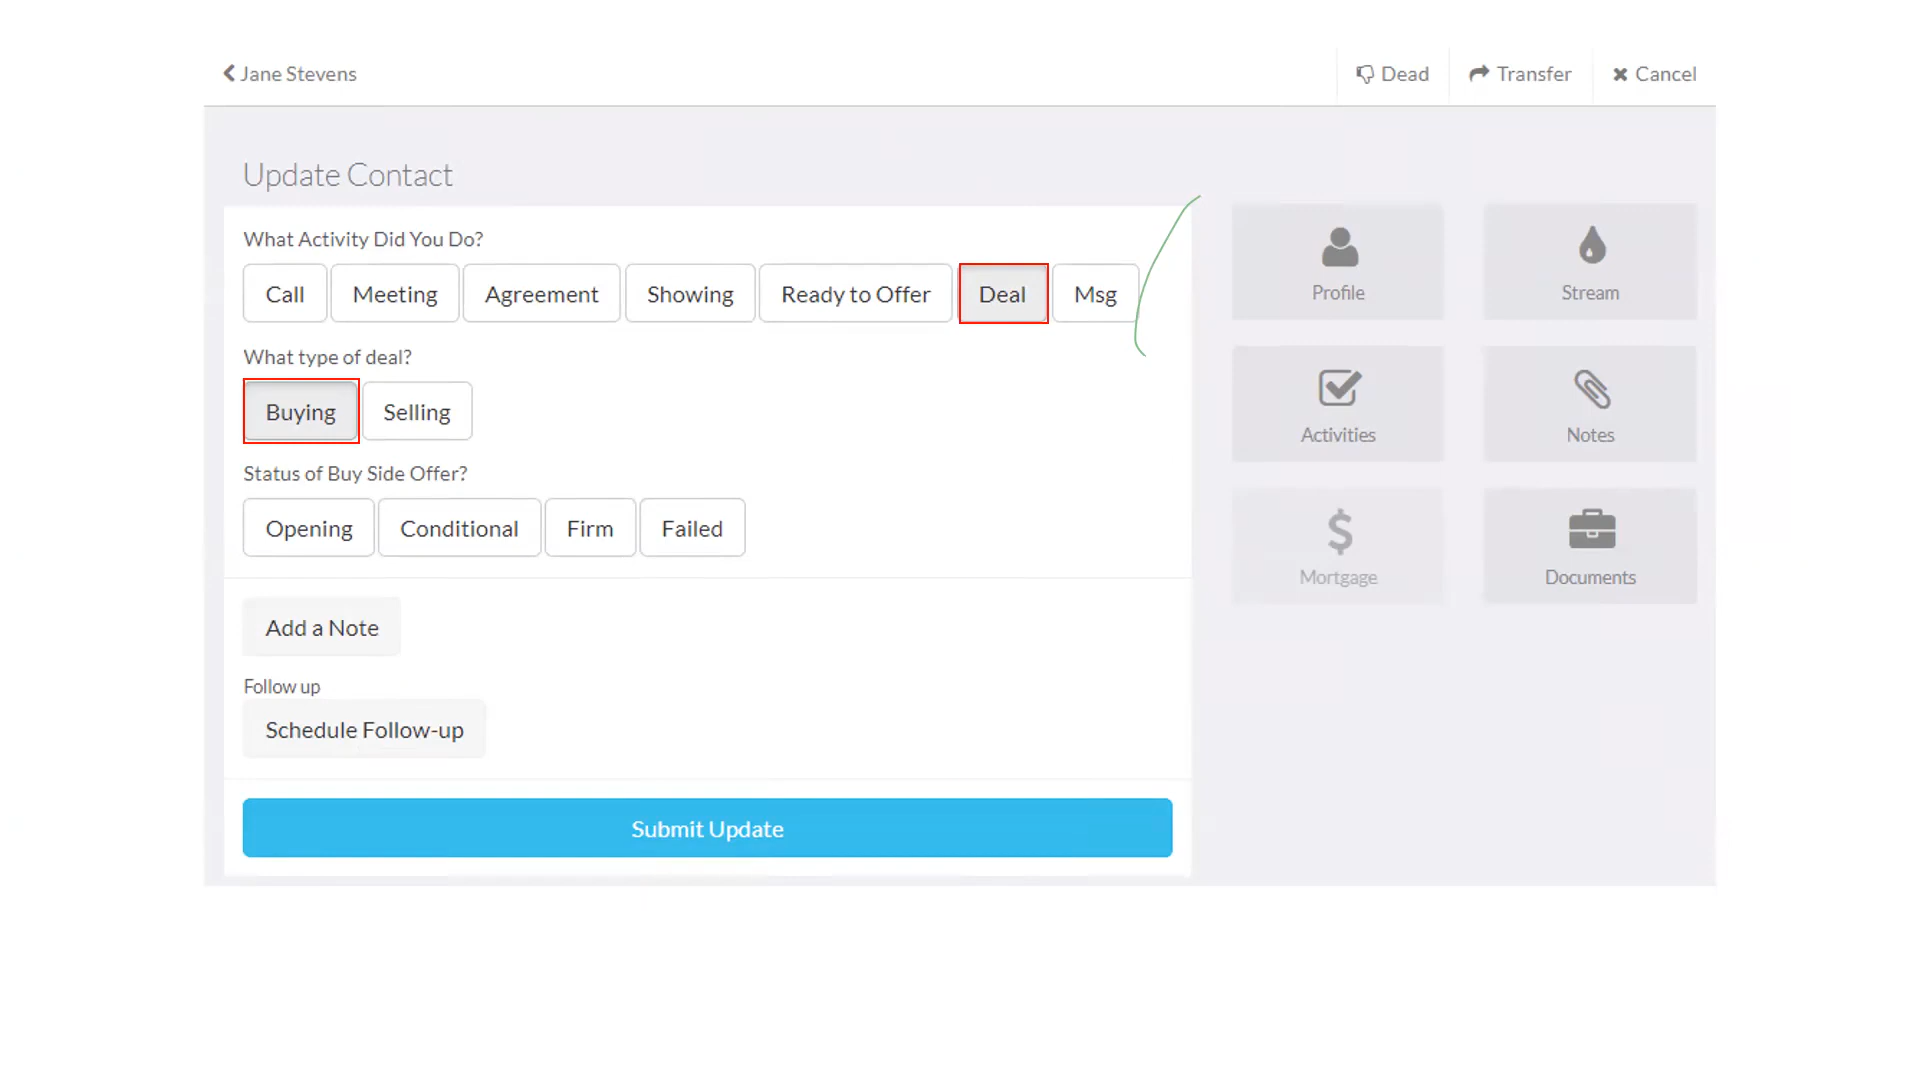 Jane Stevens Dead Transfer Cancel
Update Contact
What Activity Did You Do?
Call Meeting Agreement Showing Ready to Offer Deal Msg
What type of deal?
Buying Selling
Status of Buy Side Offer?
Opening Conditional Firm Failed
Add a Note
Follow up
Schedule Follow-up
Submit Update
Profile Stream
Activities Notes
Mortgage Documents